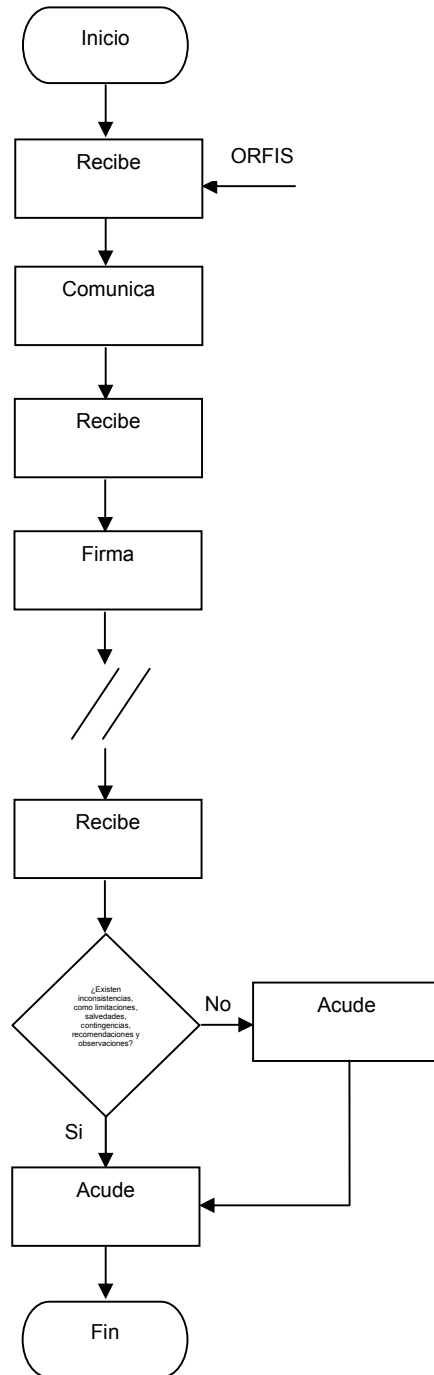 Inicio
Recibe
ORFIS
Comunica
Recibe
Firma
Recibe
¿Existen
inconsistencias,
como limitaciones,
salvedades,
contingencias,
recomendaciones y
observaciones?
No
Acude
Si
Acude
Fin